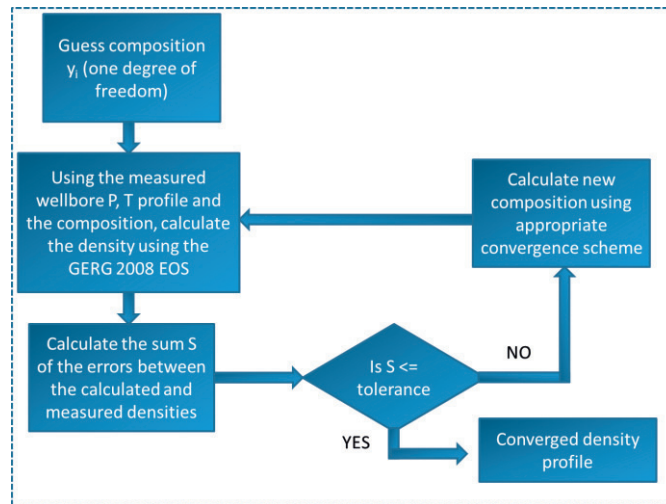 Guess composition
yi (one degree of
freedom)
Using the measured
wellbore P, T profile and
the composition, calculate
the density using the
GERG 2008 EOS
Calculate the sum S
of the errors between
the calculated and
measured densities
Is S <=
tolerance
NO
YES
Calculate new
composition using
appropriate
convergence scheme
Converged density
profile